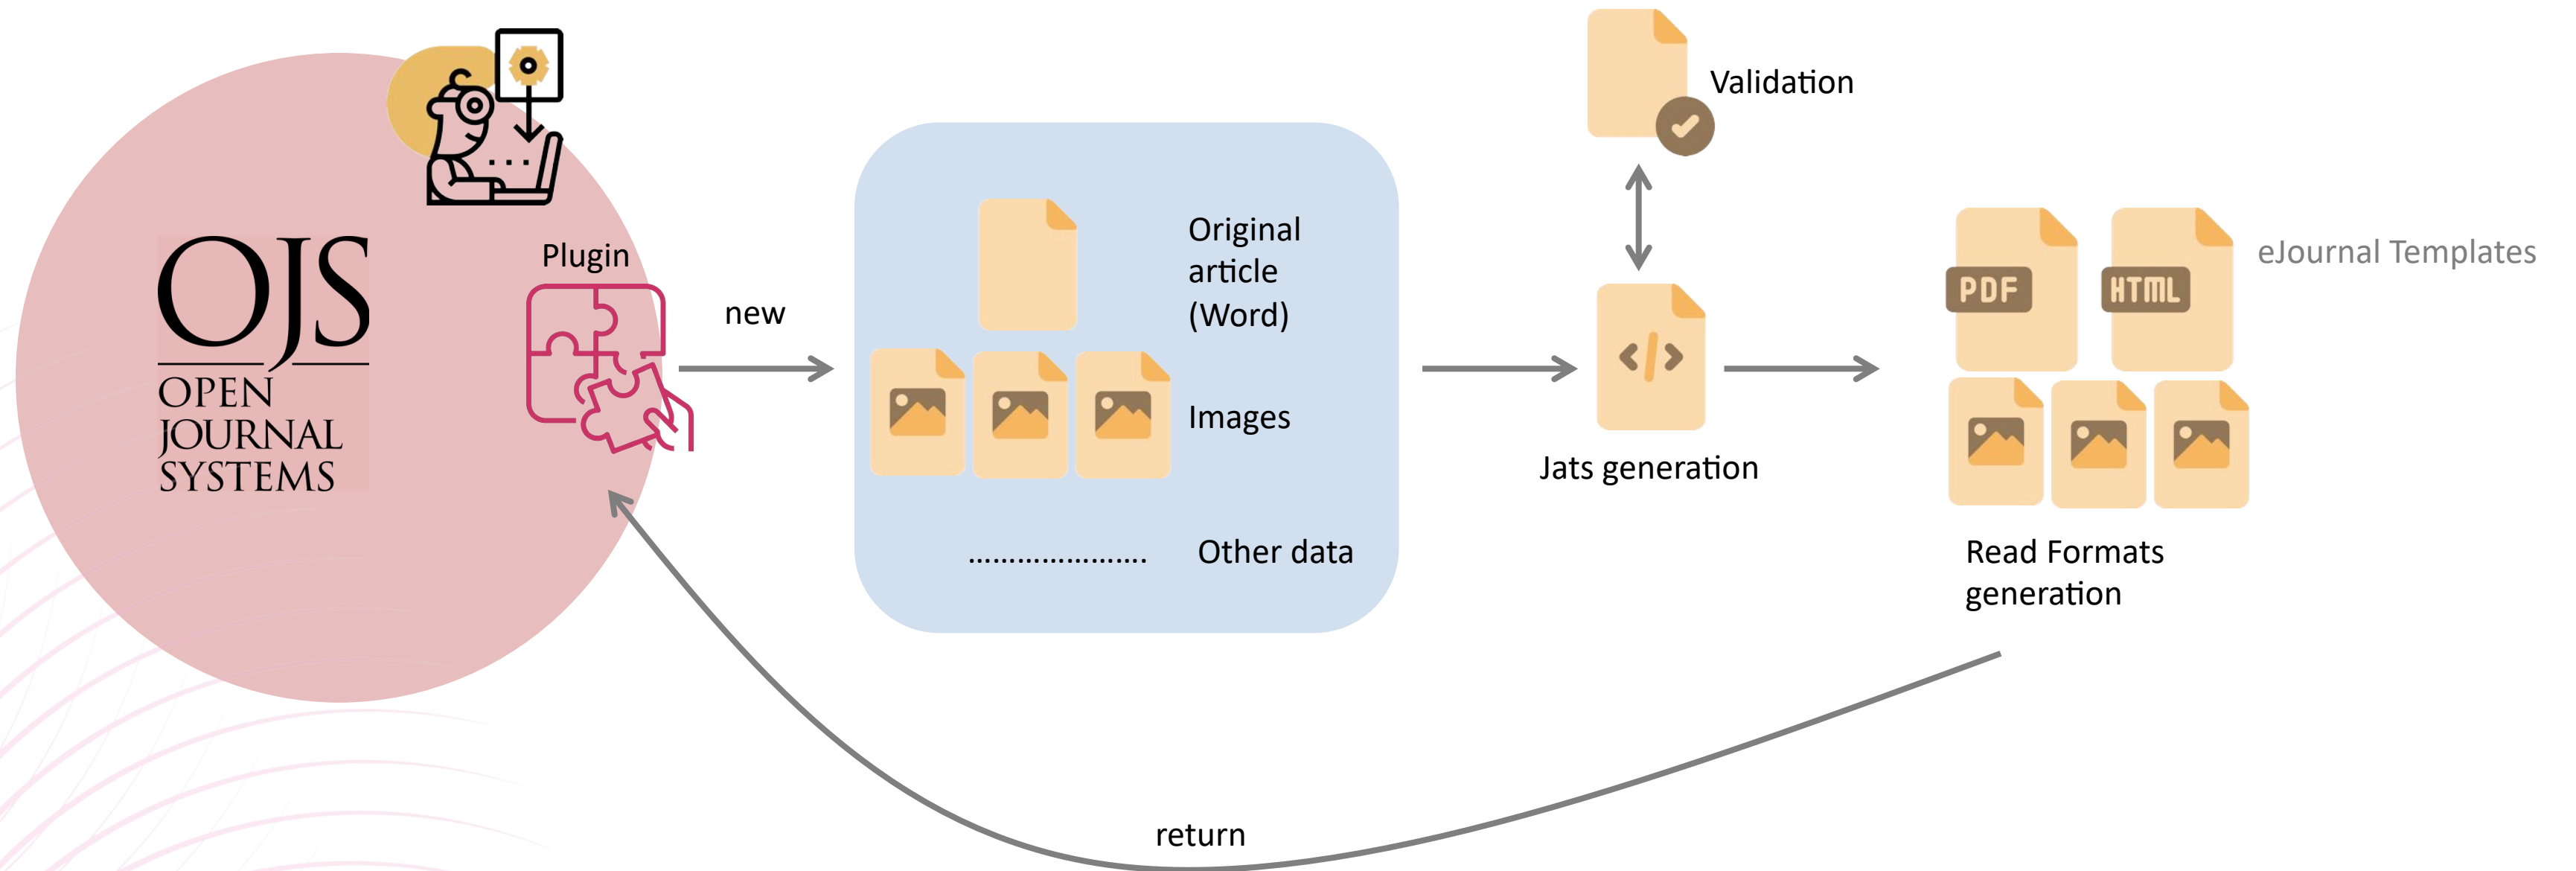 OJS
OPEN
JOURNAL
SYSTEMS
Plugin
new
Original
article
(Word)
Images
..................... Other data
Validation
</>
Jats generation
PDF
HTML
eJournal Templates
Read Formats
generation
return